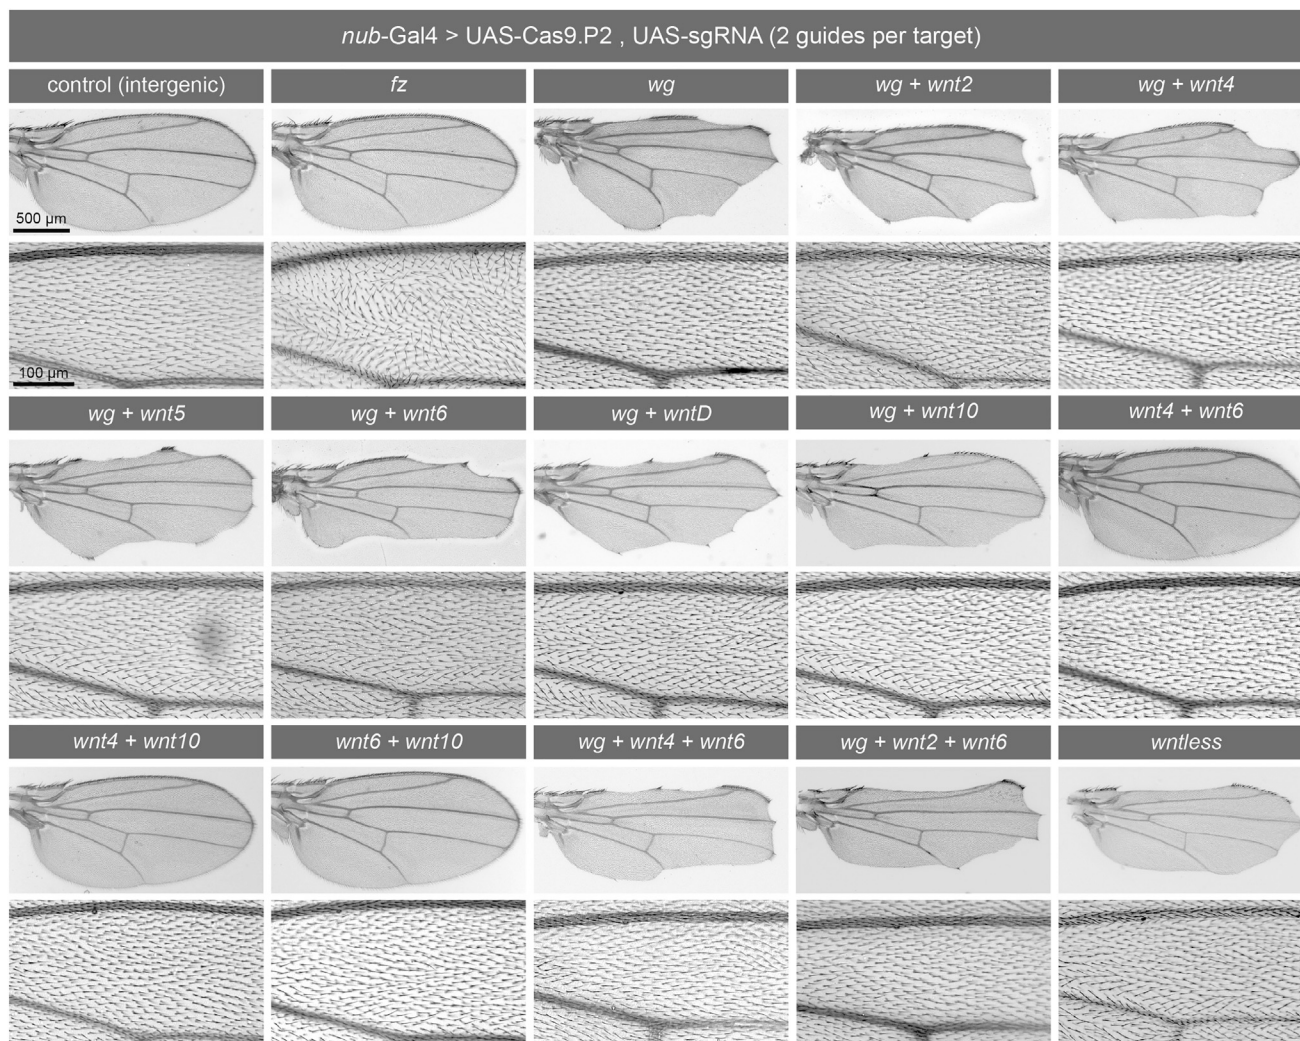 nub-Gal4 > UAS-Cas9.P2 , UAS-sgRNA (2 guides per target)
control (intergenic)
fz
wg
wg + wnt2
wg + wnt4
500 µm
100 µm
wg + wnt5
wg + wnt6
wg + wntD
wg + wnt10
wnt4 + wnt6
wnt4 + wnt10
wnt6 + wnt10
wg + wnt4 + wnt6
wg + wnt2 + wnt6
wntless